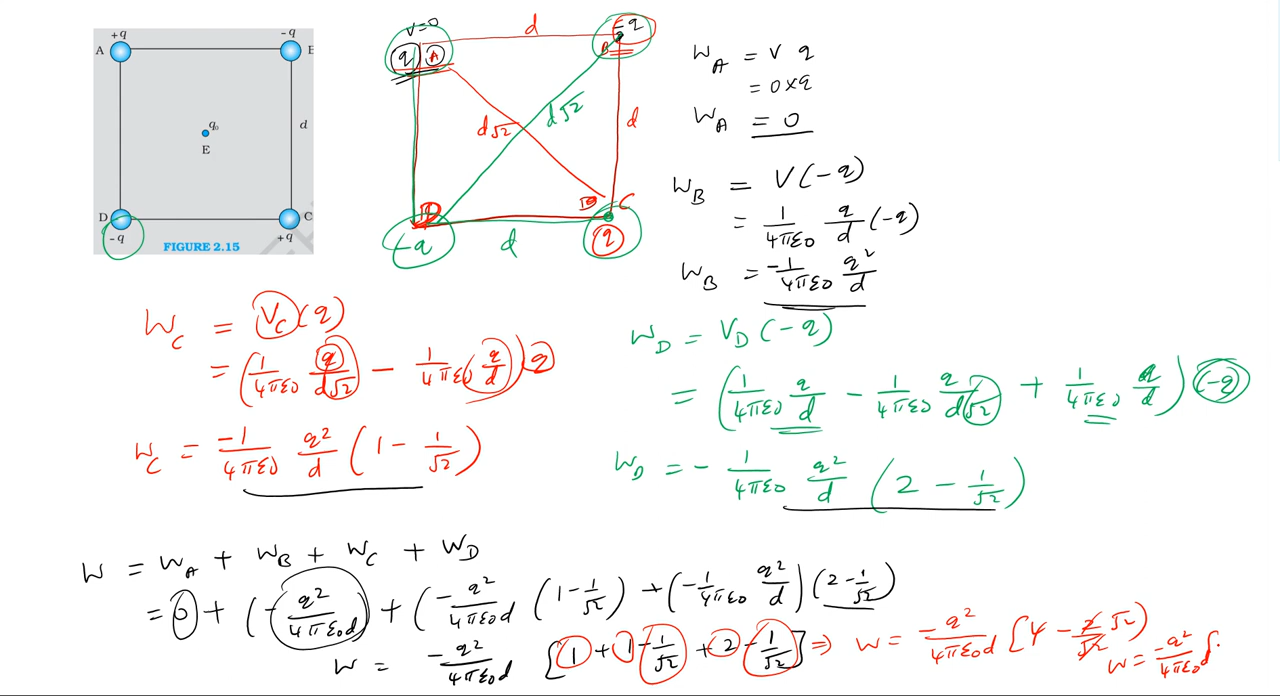 +q
-q
A
B
q₀
E
d
D
C
-q
+q
FIGURE 2.15
V=0
q A
d
-q
B
d√2
d√2
d
D
C
-q
d
q
W_A = V q
= 0×q
W_A = 0
W_B = V(-q)
= 1/4πε0 q/d (-q)
W_B = -1/4πε0 q²/d
W_C = V_C (q)
= (1/4πε0 q/d√2 - 1/4πε0 q/d) q
W_C = -1/4πε0 q²/d (1 - 1/√2)
W_D = V_D (-q)
= (1/4πε0 q/d - 1/4πε0 q/d√2 + 1/4πε0 q/d) (-q)
W_D = - 1/4πε0 q²/d (2 - 1/√2)
W = W_A + W_B + W_C + W_D
= 0 + (- q²/4πε0d) + (- q²/4πε0d (1 - 1/√2) + (-1/4πε0 q²/d) (2 - 1/√2)
W = -q²/4πε0d [1 + 1 - 1/√2 + 2 - 1/√2] ⇒ W = -q²/4πε0d [4 - 2/√2 √2)
W = -q²/4πε0d [